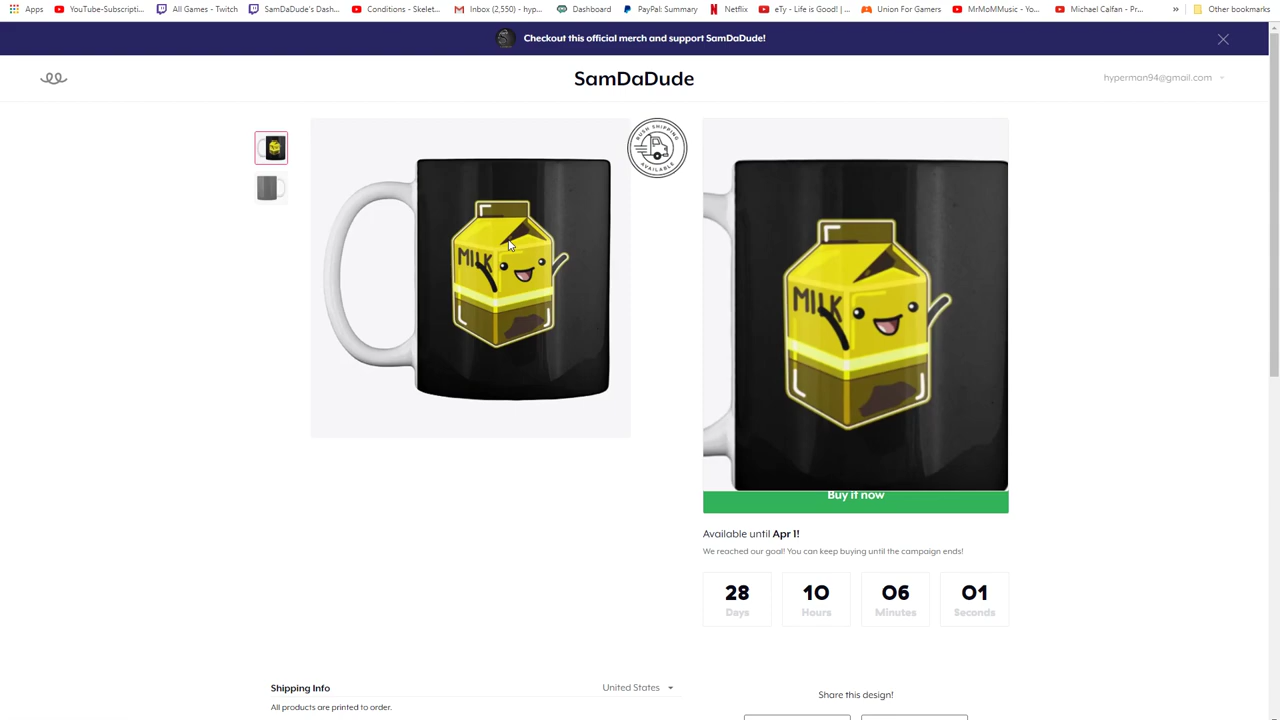 Apps
YouTube-Subscripti...
All Games - Twitch
SamDaDude's Dash...
Conditions - Skelet...
Inbox (2,550) - hyp...
Dashboard
PayPal: Summary
Netflix
eTy - Life is Good! |...
Union For Gamers
MrMoMMusic - Yo...
Michael Calfan - Pr...
»
Other bookmarks
Checkout this official merch and support SamDaDude!
SamDaDude
hyperman94@gmail.com
RUSH SHIPPING
AVAILABLE
MILK
MILK
Buy it now
Available until Apr 1!
We reached our goal! You can keep buying until the campaign ends!
28 10 06 01
Days Hours Minutes Seconds
Shipping Info
United States
All products are printed to order.
Share this design!